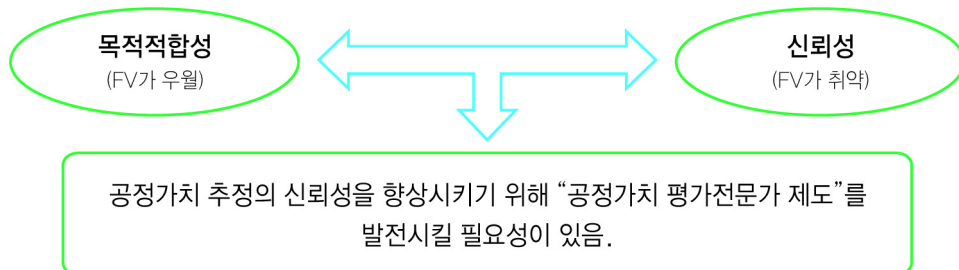 목적적합성
(FV가 우월)
신뢰성
(FV가 취약)
공정가치 추정의 신뢰성을 향상시키기 위해 “공정가치 평가전문가 제도”를
발전시킬 필요성이 있음.